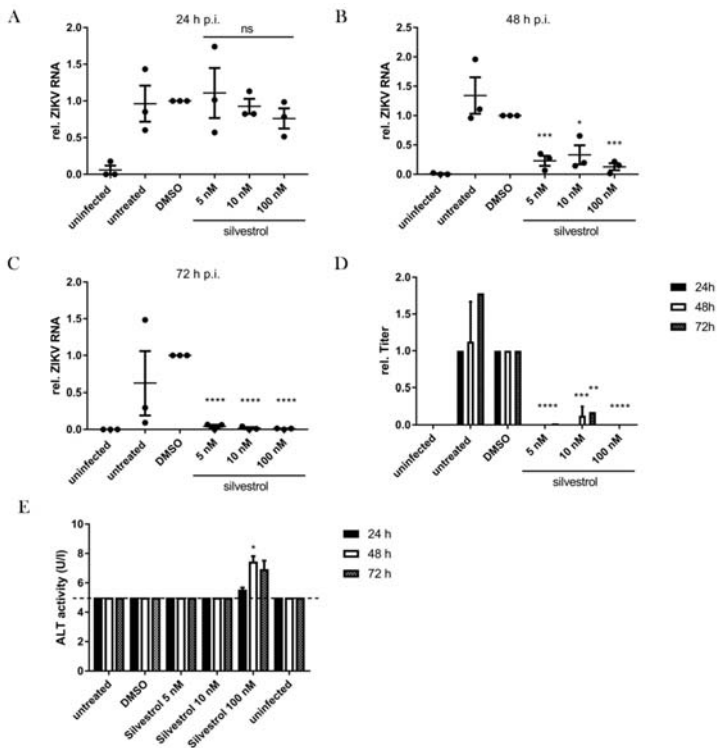 A
24 h p.i.
ns
rel. ZIKV RNA
2.0
1.5
1.0
0.5
0.0
uninfected
untreated
DMSO
5 nM
10 nM
100 nM
silvestrol
B
48 h p.i.
rel. ZIKV RNA
2.0
1.5
1.0
0.5
0.0
***
*
***
uninfected
untreated
DMSO
5 nM
10 nM
100 nM
silvestrol
C
72 h p.i.
rel. ZIKV RNA
2.0
1.5
1.0
0.5
0.0
**** **** ****
uninfected
untreated
DMSO
5 nM
10 nM
100 nM
silvestrol
D
rel. Titer
2.0
1.5
1.0
0.5
0.0
****
***
**
****
uninfected
untreated
DMSO
5 nM
10 nM
100 nM
silvestrol
24h
48h
72h
E
ALT activity (U/l)
10
8
6
4
2
0
*
untreated
DMSO
Silvestrol 5 nM
Silvestrol 10 nM
Silvestrol 100 nM
uninfected
24 h
48 h
72 h